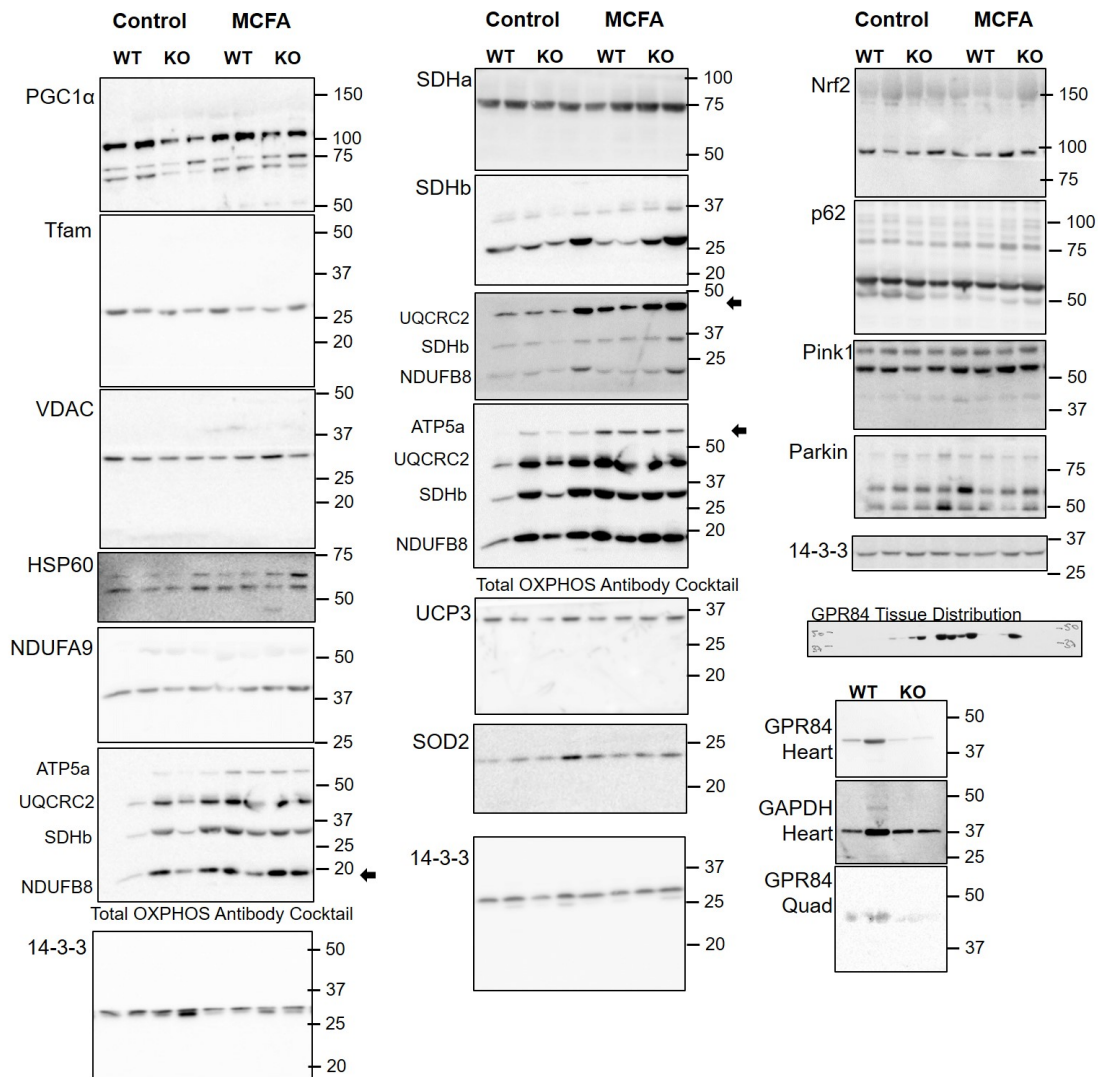 Control MCFA
WT KO WT KO
PGC1α
150
100
75
50
Tfam
50
37
25
20
VDAC
50
37
25
20
HSP60
75
50
NDUFA9
50
37
25
ATP5a
UQCRC2
SDHb
NDUFB8
50
37
25
20
Total OXPHOS Antibody Cocktail
14-3-3
50
37
25
20
Control MCFA
WT KO WT KO
SDHa
100
75
50
SDHb
37
25
20
50
UQCRC2
SDHb
NDUFB8
37
25
ATP5a
UQCRC2
SDHb
NDUFB8
50
37
25
20
Total OXPHOS Antibody Cocktail
UCP3
37
25
20
SOD2
25
20
14-3-3
37
25
20
Control MCFA
WT KO WT KO
Nrf2
150
100
75
p62
100
75
50
Pink1
50
37
Parkin
75
50
14-3-3
37
25
GPR84 Tissue Distribution
50- -50
37- -37
WT KO
GPR84
Heart
50
37
GAPDH
Heart
50
37
25
GPR84
Quad
50
37